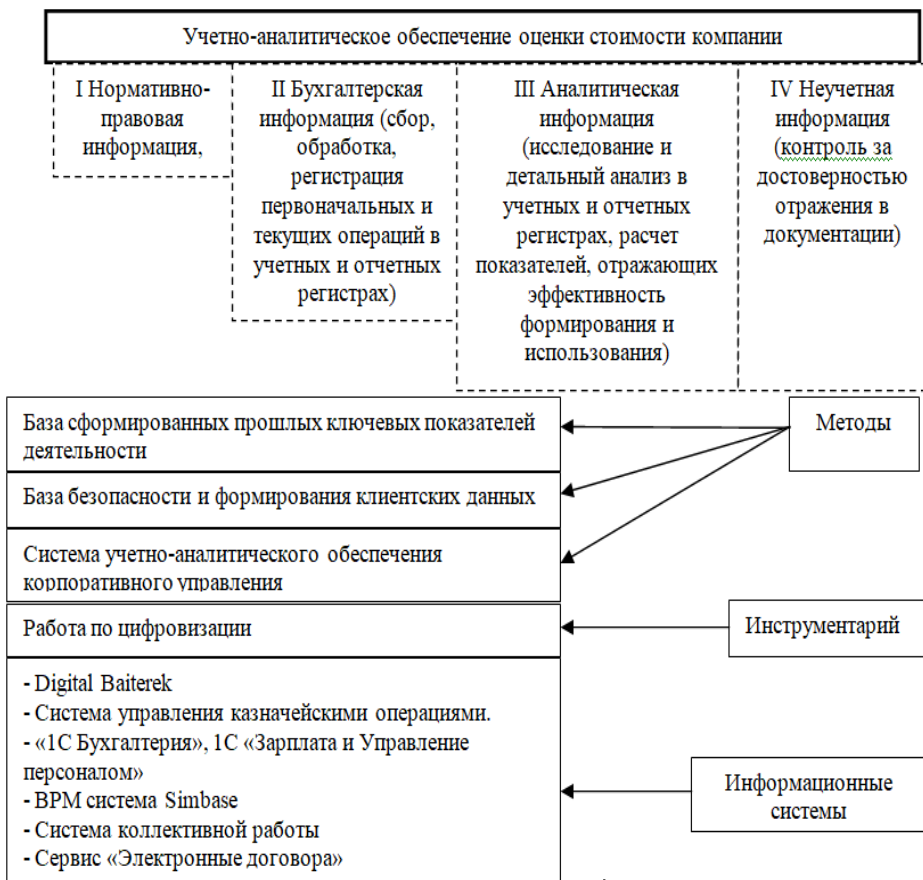 Учетно-аналитическое обеспечение оценки стоимости компании
I Нормативно-
правовая
информация,
II Бухгалтерская
информация (сбор,
обработка,
регистрация
первоначальных и
текущих операций в
учетных и отчетных
регистрах)
III Аналитическая
информация
(исследование и
детальный анализ в
учетных и отчетных
регистрах, расчет
показателей, отражающих
эффективность
формирования и
использования)
IV Неучетная
информация
(контроль за
достоверностью
отражения в
документации)
База сформированных прошлых ключевых показателей
деятельности
Методы
База безопасности и формирования клиентских данных
Система учетно-аналитического обеспечения
корпоративного управления
Работа по цифровизации
Инструментарий
- Digital Baiterek
- Система управления казначейскими операциями.
- «1С Бухгалтерия», 1С «Зарплата и Управление
персоналом»
- BPM система Simbase
- Система коллективной работы
- Сервис «Электронные договора»
Информационные
системы